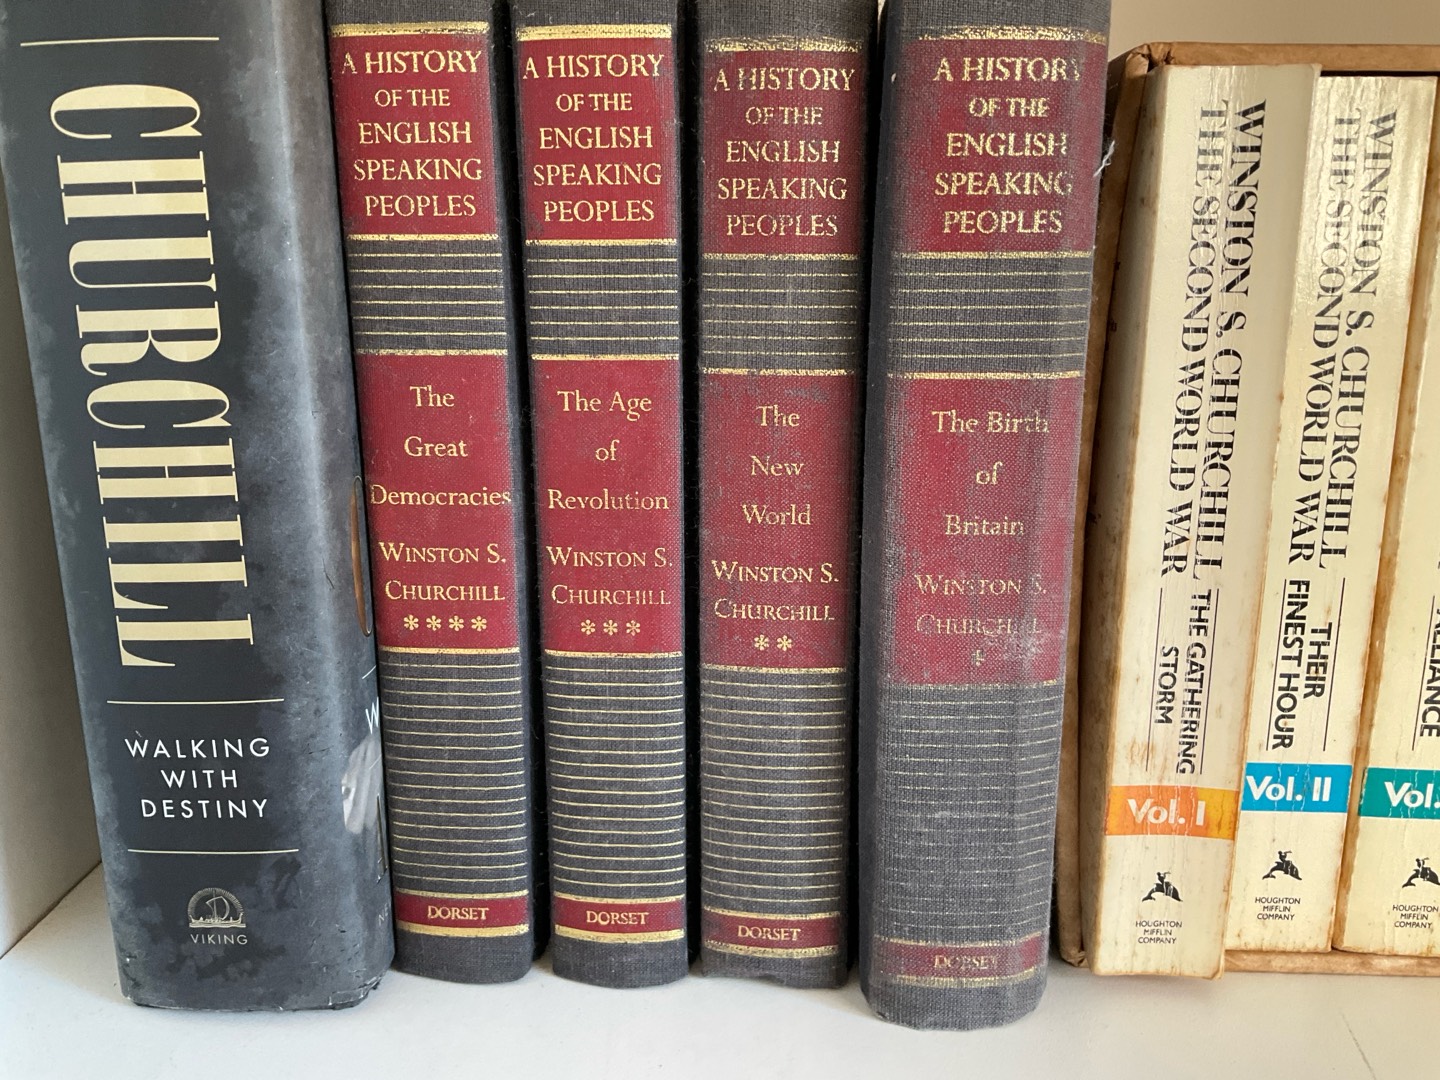 CHURCHILL
WALKING
WITH
DESTINY
VIKING
A HISTORY
OF THE
ENGLISH
SPEAKING
PEOPLES
The
Great
Democracies
WINSTON S.
CHURCHILL
****
DORSET
A HISTORY
OF THE
ENGLISH
SPEAKING
PEOPLES
The Age
of
Revolution
WINSTON S.
CHURCHILL
***
DORSET
A HISTORY
OF THE
ENGLISH
SPEAKING
PEOPLES
The
New
World
WINSTON S.
CHURCHILL
**
DORSET
A HISTORY
OF THE
ENGLISH
SPEAKING
PEOPLES
The Birth
of
Britain
WINSTON S.
CHURCHILL
*
DORSET
WINSTON S. CHURCHILL
THE SECOND WORLD WAR
THE GATHERING
STORM
Vol. I
HOUGHTON
MIFFLIN
COMPANY
WINSTON S. CHURCHILL
THE SECOND WORLD WAR
THEIR
FINEST HOUR
Vol. II
HOUGHTON
MIFFLIN
COMPANY
ALLIANCE
Vol.
HOUGHTON
MIFFLIN
COMPANY